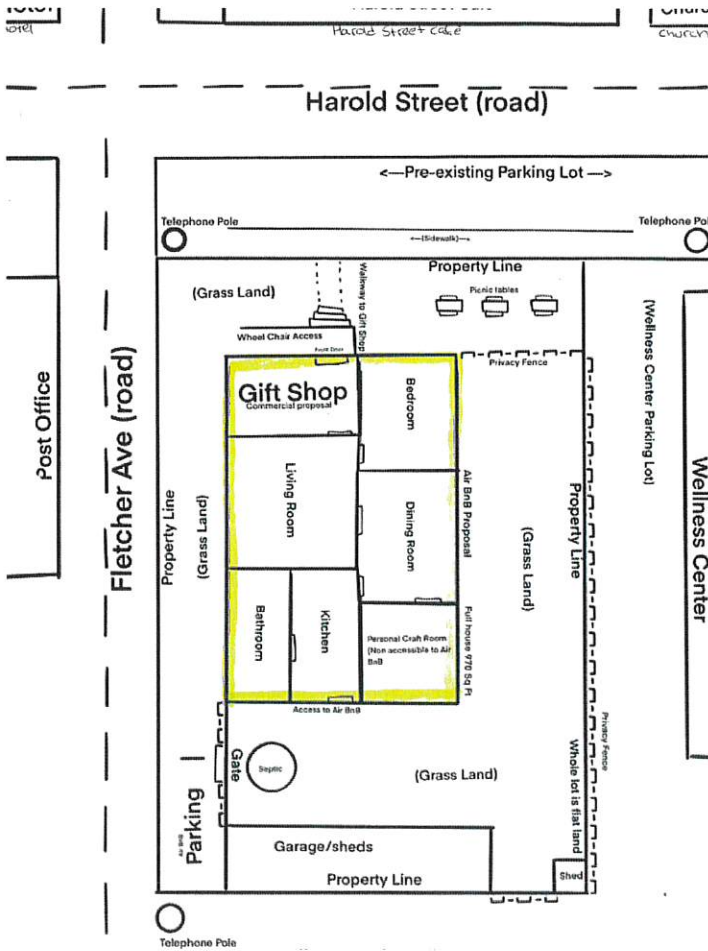 Harold Street Cafe
Church
Harold Street (road)
<—Pre-existing Parking Lot —>
Telephone Pole
<—(Sidewalk)—>
Property Line
(Grass Land)
Walkway to Gift Shop
Picnic tables
Wheel Chair Access
Front Door
Privacy Fence
Gift Shop
Commercial proposal
Bedroom
Living Room
Dining Room
Air BnB Proposal
Bathroom
Kitchen
Personal Craft Room
(Non accessible to Air
BnB
Full house 970 Sq Ft
Access to Air BnB
Post Office
Fletcher Ave (road)
Property Line
(Grass Land)
(Grass Land)
Property Line
(Wellness Center Parking Lot)
Wellness Center
Privacy Fence
Whole lot is flat land
Gate
Septic
(Grass Land)
Parking
Garage/sheds
Shed
Property Line
Telephone Pole